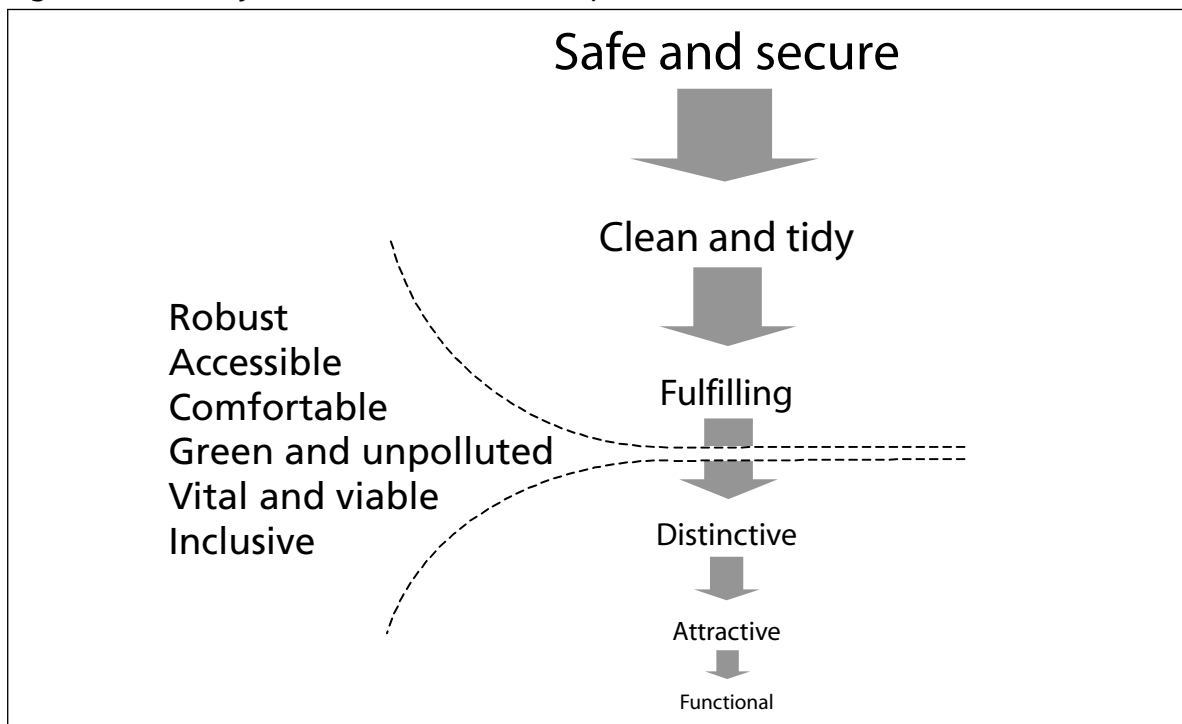 Safe and secure
Clean and tidy
Robust
Accessible
Comfortable
Green and unpolluted
Vital and viable
Inclusive
Fulfilling
Distinctive
Attractive
Functional